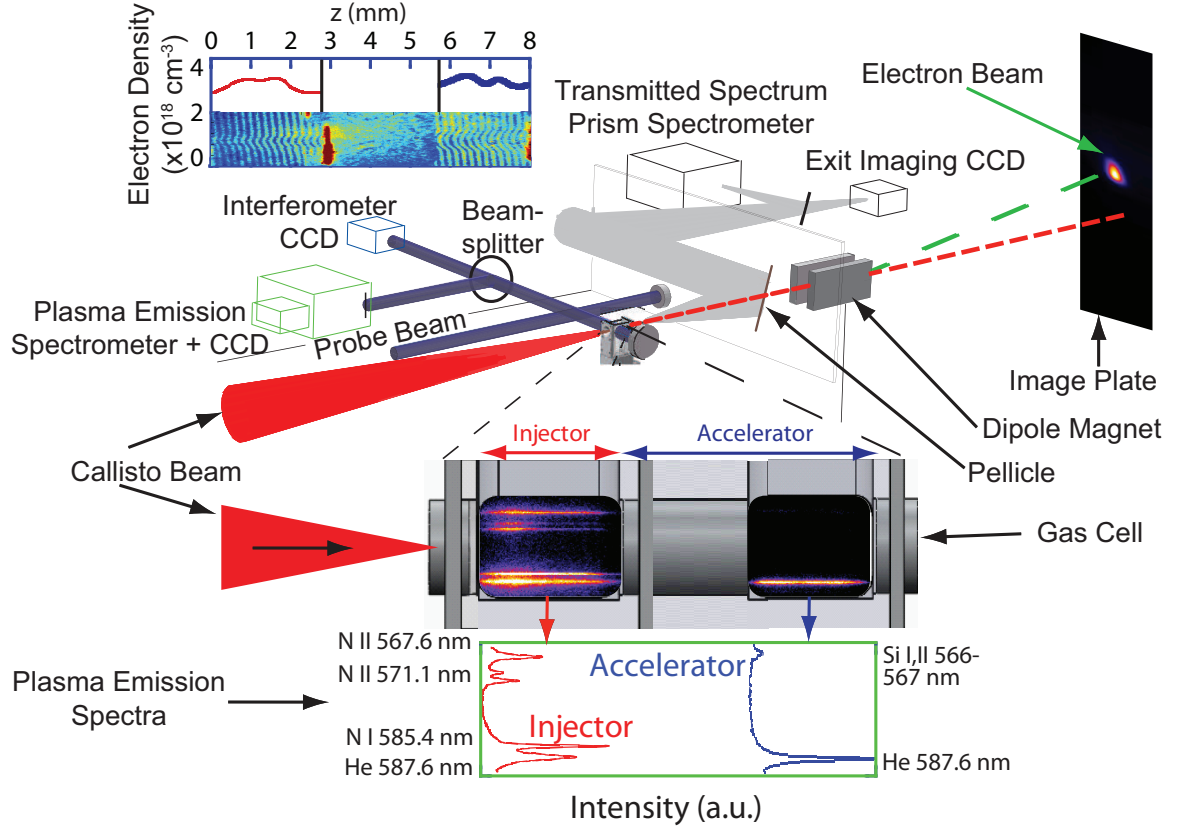 z (mm)
0 1 2 3 4 5 6 7 8
Electron Density
(x10¹⁸ cm⁻³)
4
2
0
Transmitted Spectrum
Prism Spectrometer
Electron Beam
Exit Imaging CCD
Interferometer
CCD
Beam-
splitter
Plasma Emission
Spectrometer + CCD
Probe Beam
Image Plate
Dipole Magnet
Pellicle
Callisto Beam
Injector
Accelerator
Gas Cell
N II 567.6 nm
N II 571.1 nm
N I 585.4 nm
He 587.6 nm
Accelerator
Injector
Si I,II 566-
567 nm
He 587.6 nm
Plasma Emission
Spectra
Intensity (a.u.)